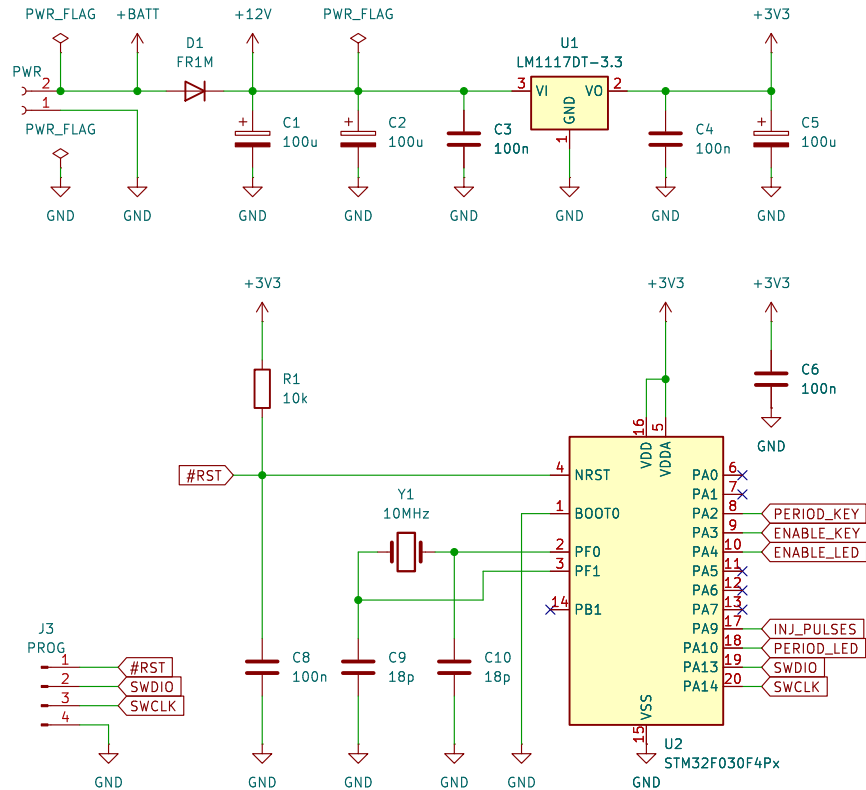 PWR_FLAG +BATT +12V PWR_FLAG +3V3
D1
FR1M
U1
LM1117DT-3.3
PWR
2
1
3 VI VO 2
GND
1
PWR_FLAG
C1
100u
C2
100u
C3
100n
C4
100n
C5
100u
+ + +
GND GND GND GND GND GND GND GND
+3V3 +3V3 +3V3
R1
10k
C6
100n
GND
16 5
VDD VDDA
#RST
4 NRST
1 BOOT0
2 PF0
3 PF1
14 PB1
Y1
10MHz
PA0 6
PA1 7
PA2 8 PERIOD_KEY
PA3 9 ENABLE_KEY
PA4 10 ENABLE_LED
PA5 11
PA6 12
PA7 13
PA9 17 INJ_PULSES
PA10 18 PERIOD_LED
PA13 19 SWDIO
PA14 20 SWCLK
VSS
15
J3
PROG
1 #RST
2 SWDIO
3 SWCLK
4
C8
100n
C9
18p
C10
18p
U2
STM32F030F4Px
GND GND GND GND GND GND